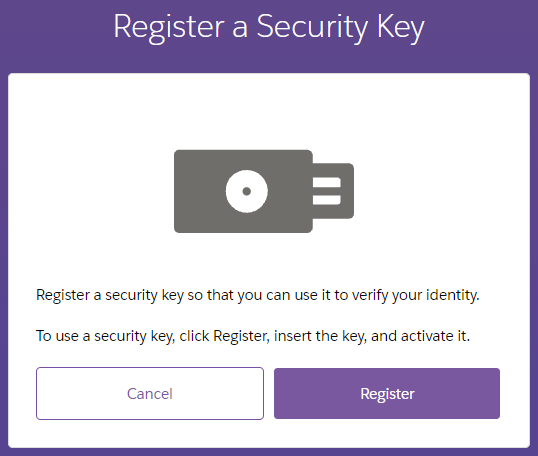 Register a Security Key
Register a security key so that you can use it to verify your identity.
To use a security key, click Register, insert the key, and activate it.
Cancel
Register